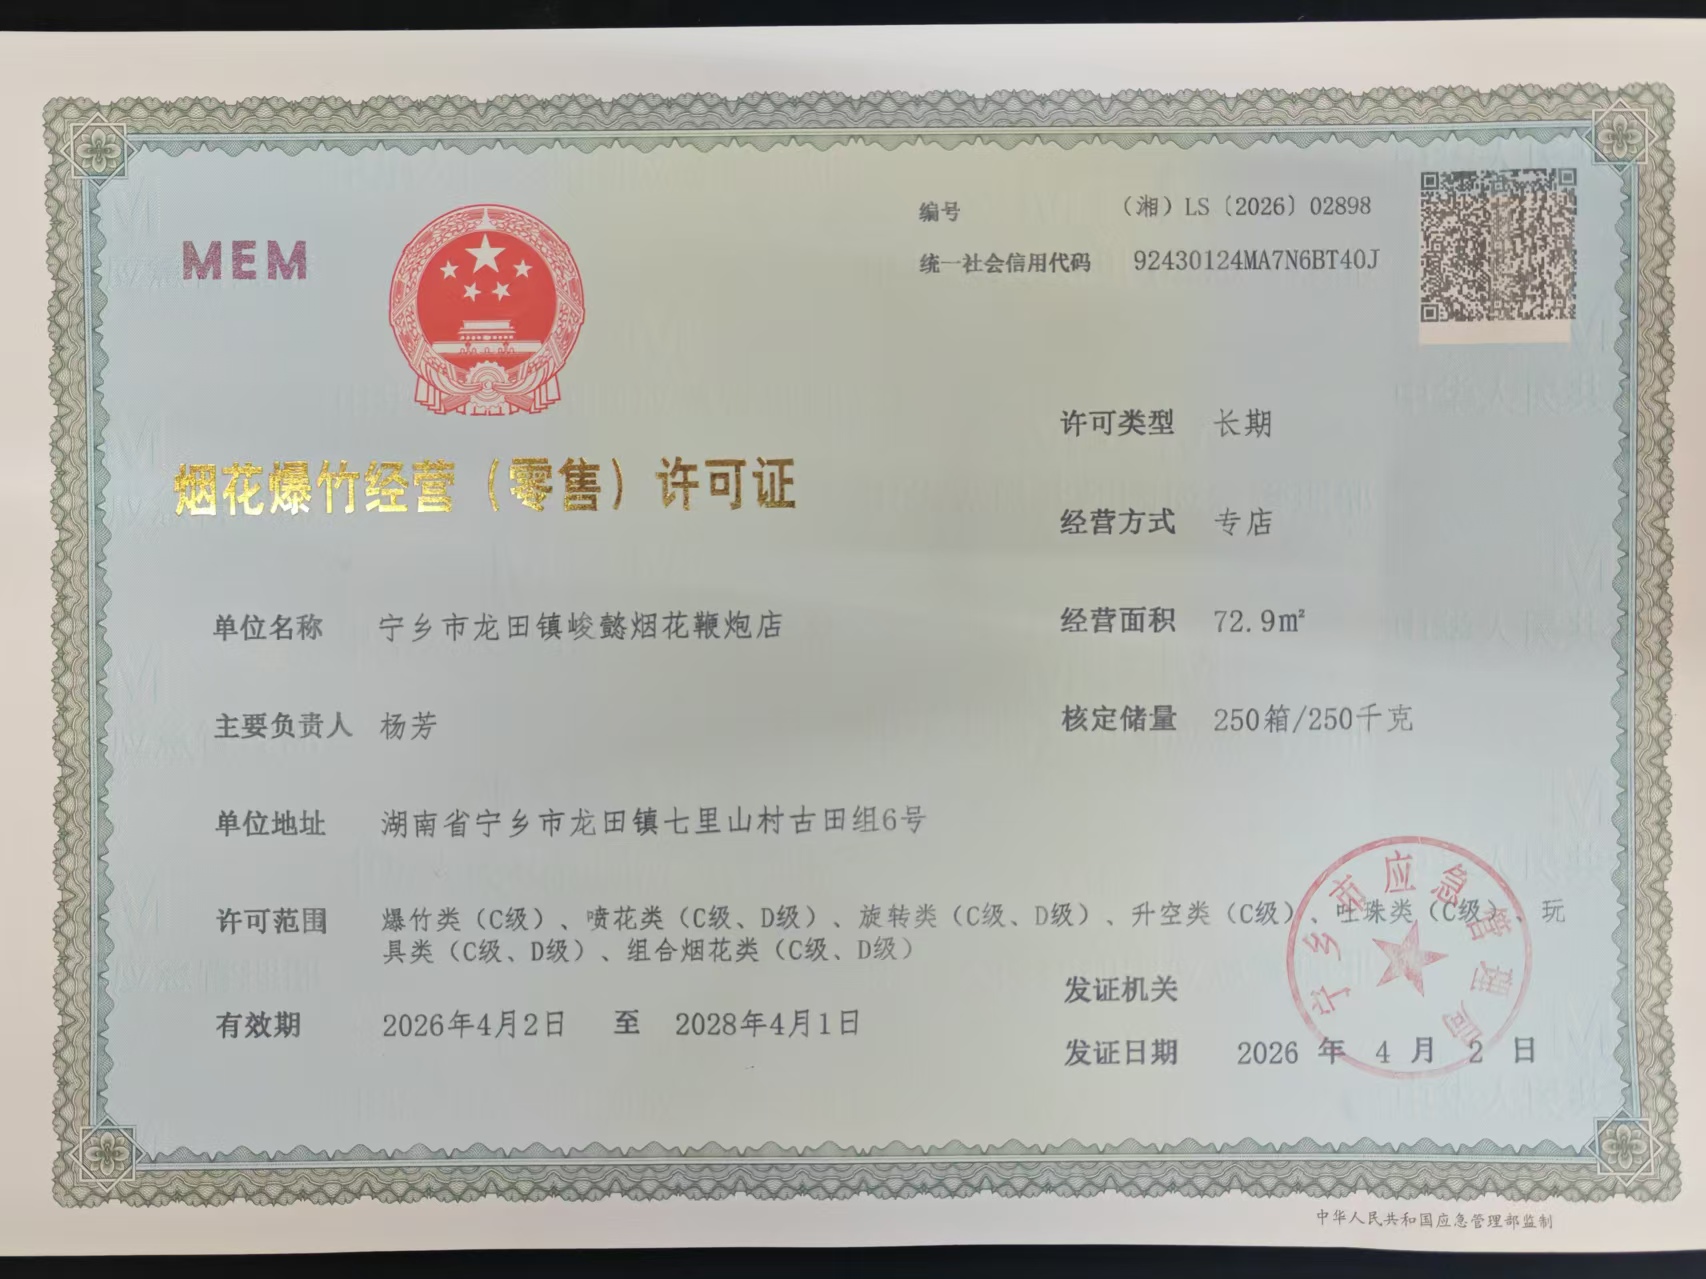 MEM
编号 （湘）LS〔2026〕02898
统一社会信用代码 92430124MA7N6BT40J
烟花爆竹经营（零售）许可证
许可类型 长期
经营方式 专店
单位名称 宁乡市龙田镇峻懿烟花鞭炮店
经营面积 72.9㎡
主要负责人 杨芳
核定储量 250箱/250千克
单位地址 湖南省宁乡市龙田镇七里山村古田组6号
许可范围 爆竹类（C级）、喷花类（C级、D级）、旋转类（C级、D级）、升空类（C级）、吐珠类（C级）、玩
具类（C级、D级）、组合烟花类（C级、D级）
发证机关
宁乡市应急管理局
有效期 2026年4月2日 至 2028年4月1日
发证日期 2026 年 4 月 2 日
中华人民共和国应急管理部监制